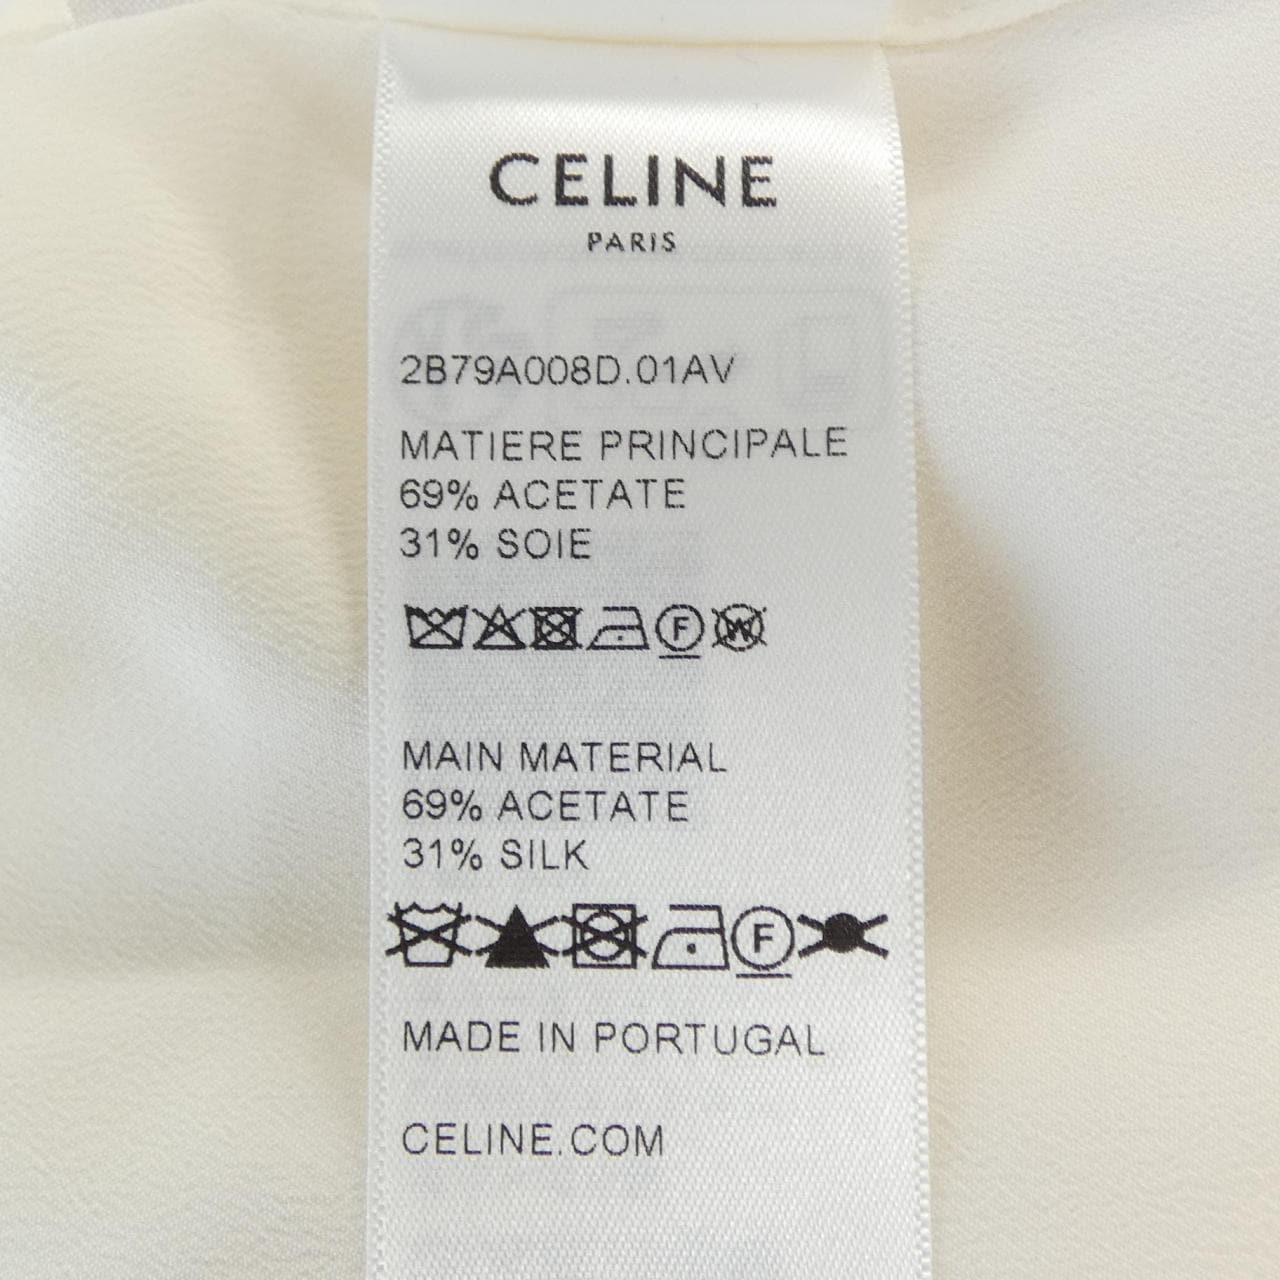 CELINE
PARIS
2B79A008D.01AV
MATIERE PRINCIPALE
69% ACETATE
31% SOIE
F W
MAIN MATERIAL
69% ACETATE
31% SILK
F
MADE IN PORTUGAL
CELINE.COM